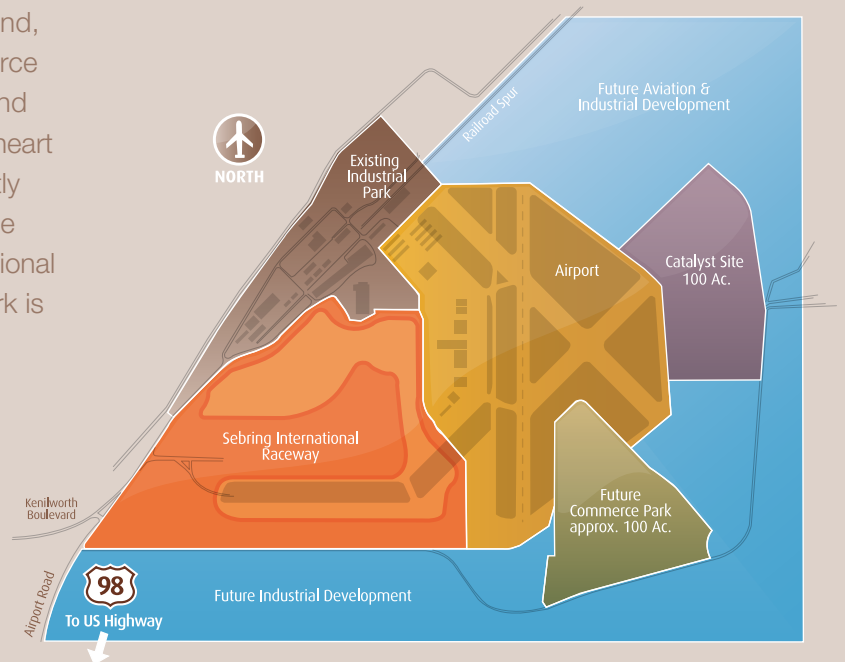 and,
rce
nd
heart
tly
e
ional
rk is
NORTH
Existing
Industrial
Park
Railroad Spur
Future Aviation &
Industrial Development
Airport
Catalyst Site
100 Ac.
Sebring International
Raceway
Future
Commerce Park
approx. 100 Ac.
Kenilworth
Boulevard
Airport Road
98
To US Highway
Future Industrial Development